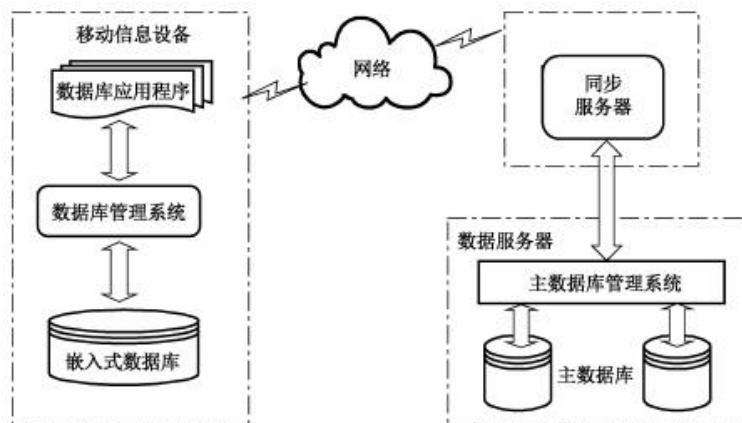 移动信息设备
数据库应用程序
数据库管理系统
嵌入式数据库
网络
同步
服务器
数据服务器
主数据库管理系统
主数据库